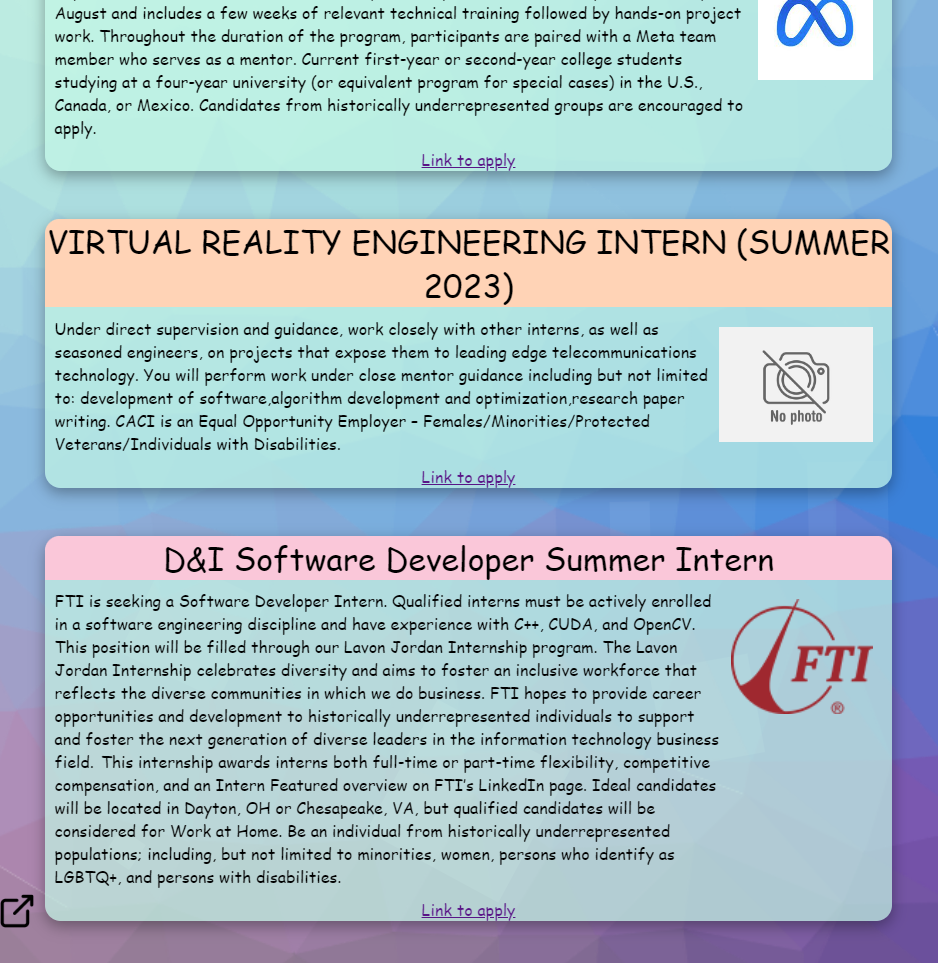 August and includes a few weeks of relevant technical training followed by hands-on project
work. Throughout the duration of the program, participants are paired with a Meta team
member who serves as a mentor. Current first-year or second-year college students
studying at a four-year university (or equivalent program for special cases) in the U.S.,
Canada, or Mexico. Candidates from historically underrepresented groups are encouraged to
apply.
Link to apply
VIRTUAL REALITY ENGINEERING INTERN (SUMMER
2023)
Under direct supervision and guidance, work closely with other interns, as well as
seasoned engineers, on projects that expose them to leading edge telecommunications
technology. You will perform work under close mentor guidance including but not limited
to: development of software,algorithm development and optimization,research paper
writing. CACI is an Equal Opportunity Employer – Females/Minorities/Protected
Veterans/Individuals with Disabilities.
No photo
Link to apply
D&I Software Developer Summer Intern
FTI is seeking a Software Developer Intern. Qualified interns must be actively enrolled
in a software engineering discipline and have experience with C++, CUDA, and OpenCV.
This position will be filled through our Lavon Jordan Internship program. The Lavon
Jordan Internship celebrates diversity and aims to foster an inclusive workforce that
reflects the diverse communities in which we do business. FTI hopes to provide career
opportunities and development to historically underrepresented individuals to support
and foster the next generation of diverse leaders in the information technology business
field. This internship awards interns both full-time or part-time flexibility, competitive
compensation, and an Intern Featured overview on FTI's LinkedIn page. Ideal candidates
will be located in Dayton, OH or Chesapeake, VA, but qualified candidates will be
considered for Work at Home. Be an individual from historically underrepresented
populations; including, but not limited to minorities, women, persons who identify as
LGBTQ+, and persons with disabilities.
FTI
®
Link to apply